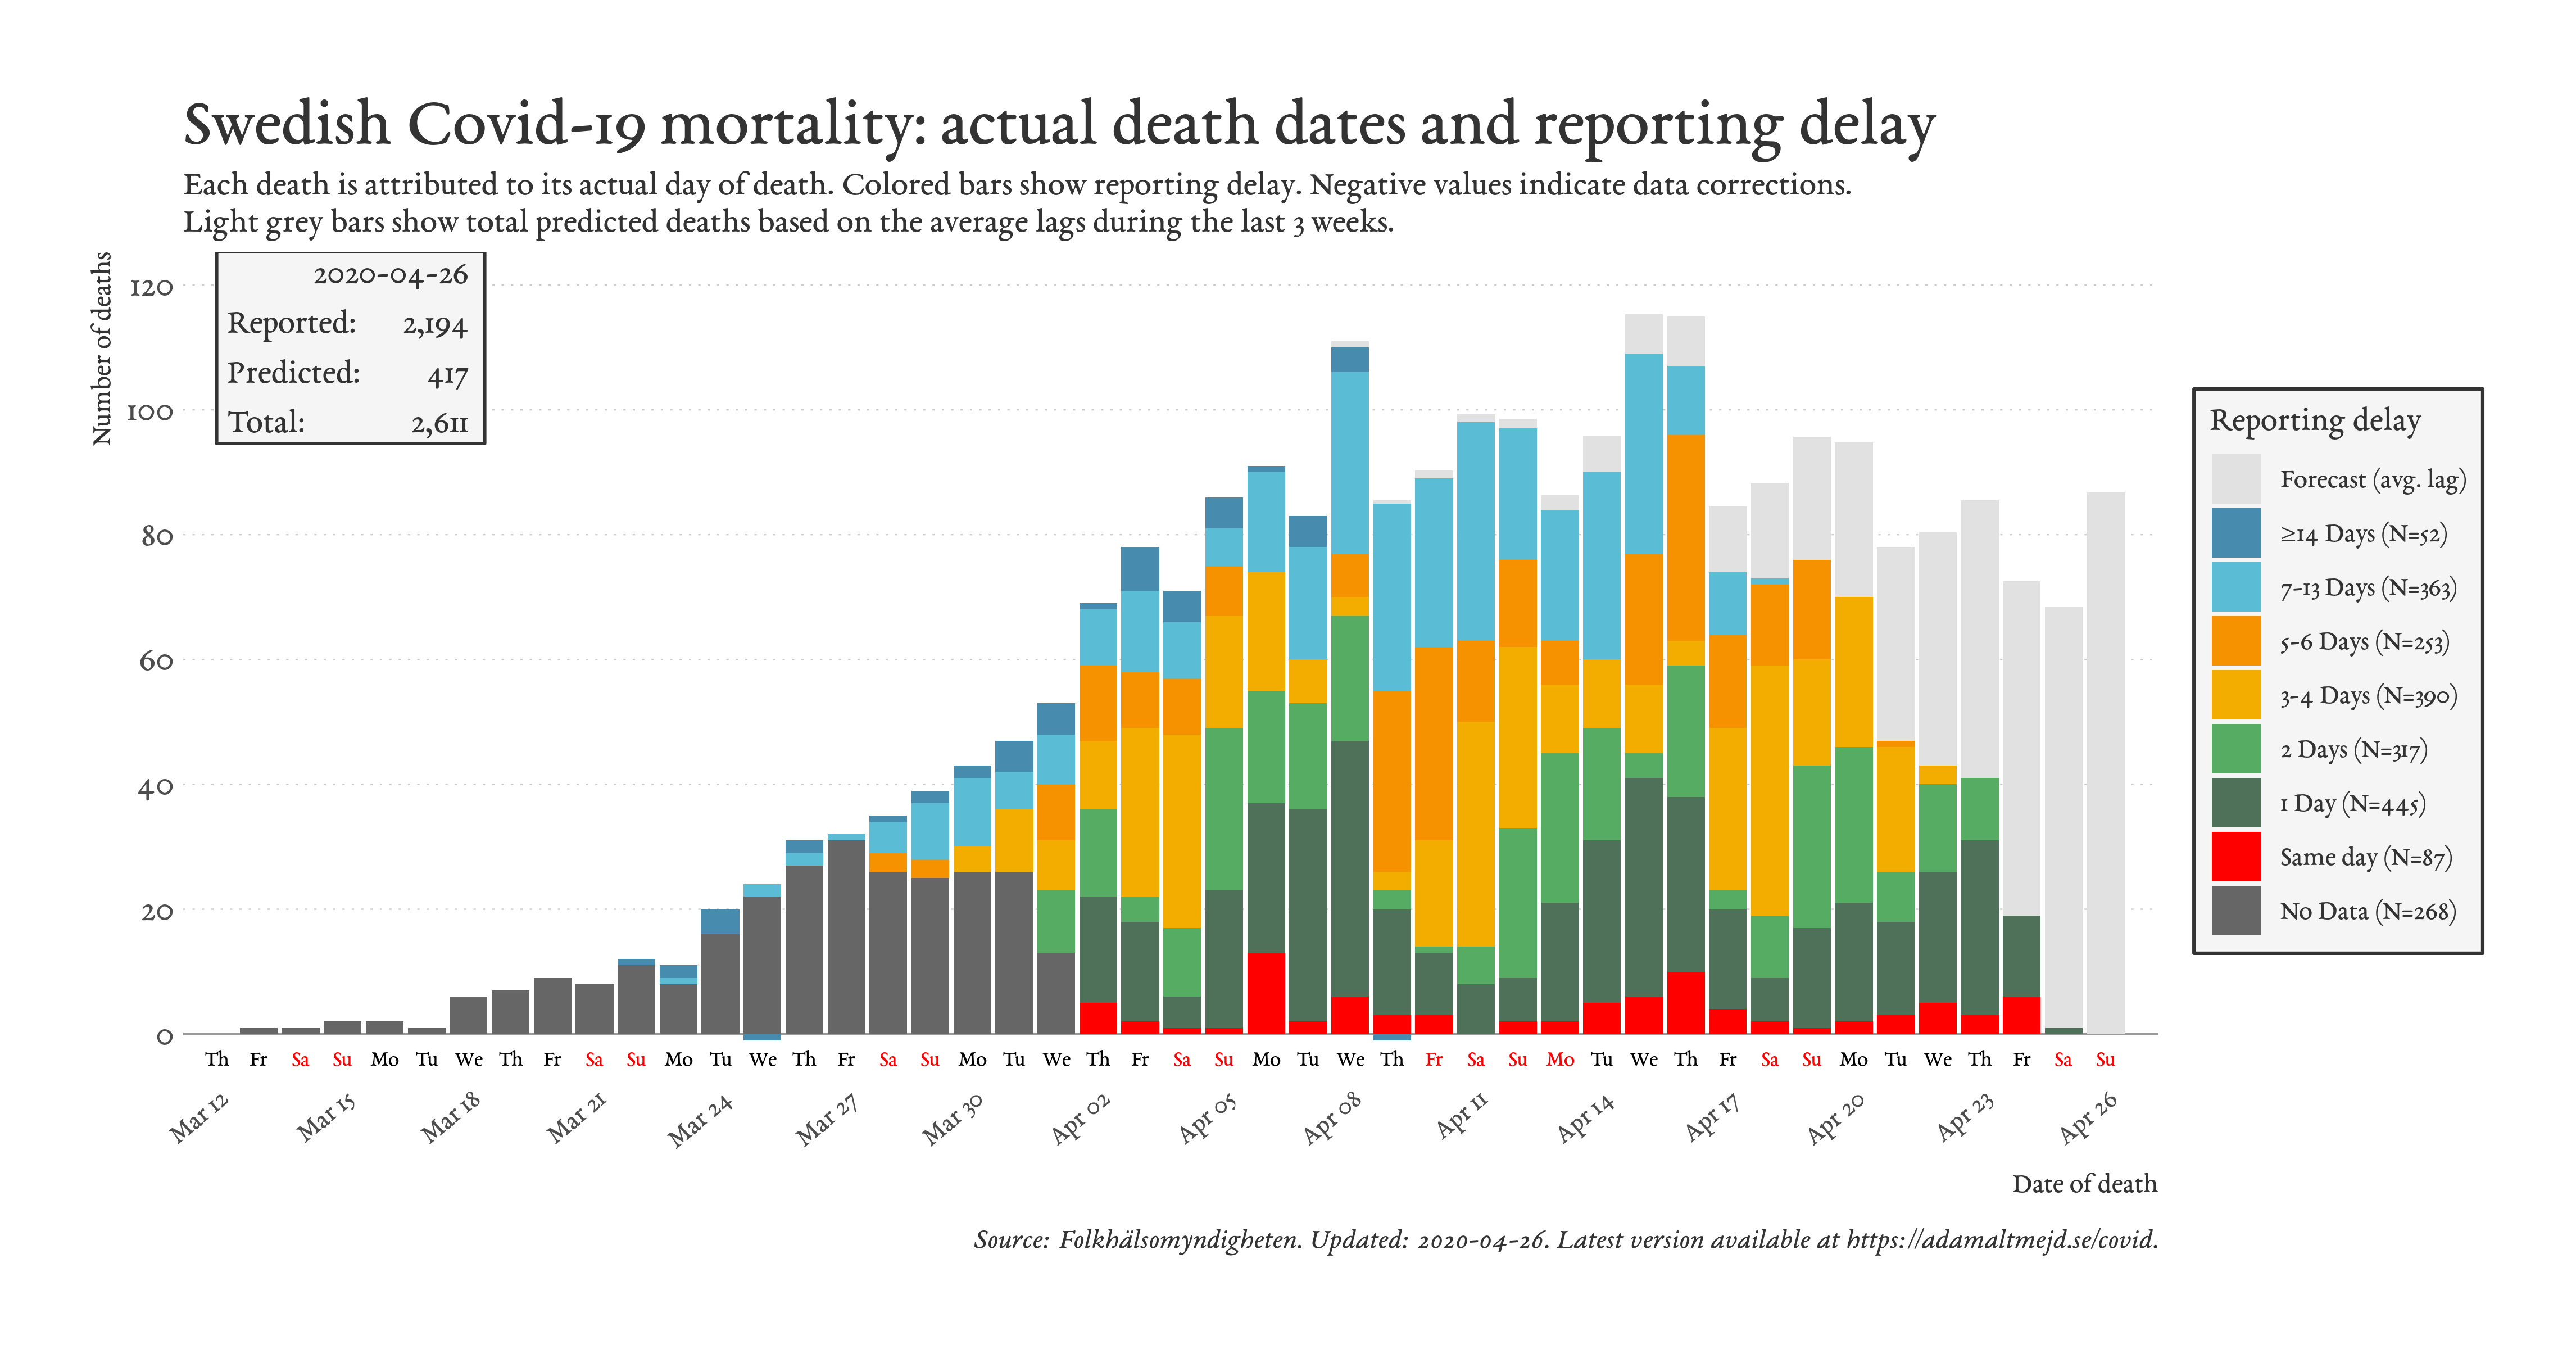 Swedish Covid-19 mortality: actual death dates and reporting delay
Each death is attributed to its actual day of death. Colored bars show reporting delay. Negative values indicate data corrections.
Light grey bars show total predicted deaths based on the average lags during the last 3 weeks.
Number of deaths
2020-04-26
Reported: 2,194
Predicted: 417
Total: 2,611
120
100
80
60
40
20
0
Reporting delay
Forecast (avg. lag)
≥14 Days (N=52)
7-13 Days (N=363)
5-6 Days (N=253)
3-4 Days (N=390)
2 Days (N=317)
1 Day (N=445)
Same day (N=87)
No Data (N=268)
Th Fr Sa Su Mo Tu We Th Fr Sa Su Mo Tu We Th Fr Sa Su Mo Tu We Th Fr Sa Su Mo Tu We Th Fr Sa Su Mo Tu We Th Fr Sa Su Mo Tu We Th Fr Sa Su
Mar 12 Mar 15 Mar 18 Mar 21 Mar 24 Mar 27 Mar 30 Apr 02 Apr 05 Apr 08 Apr 11 Apr 14 Apr 17 Apr 20 Apr 23 Apr 26
Date of death
Source: Folkhälsomyndigheten. Updated: 2020-04-26. Latest version available at https://adamaltmejd.se/covid.